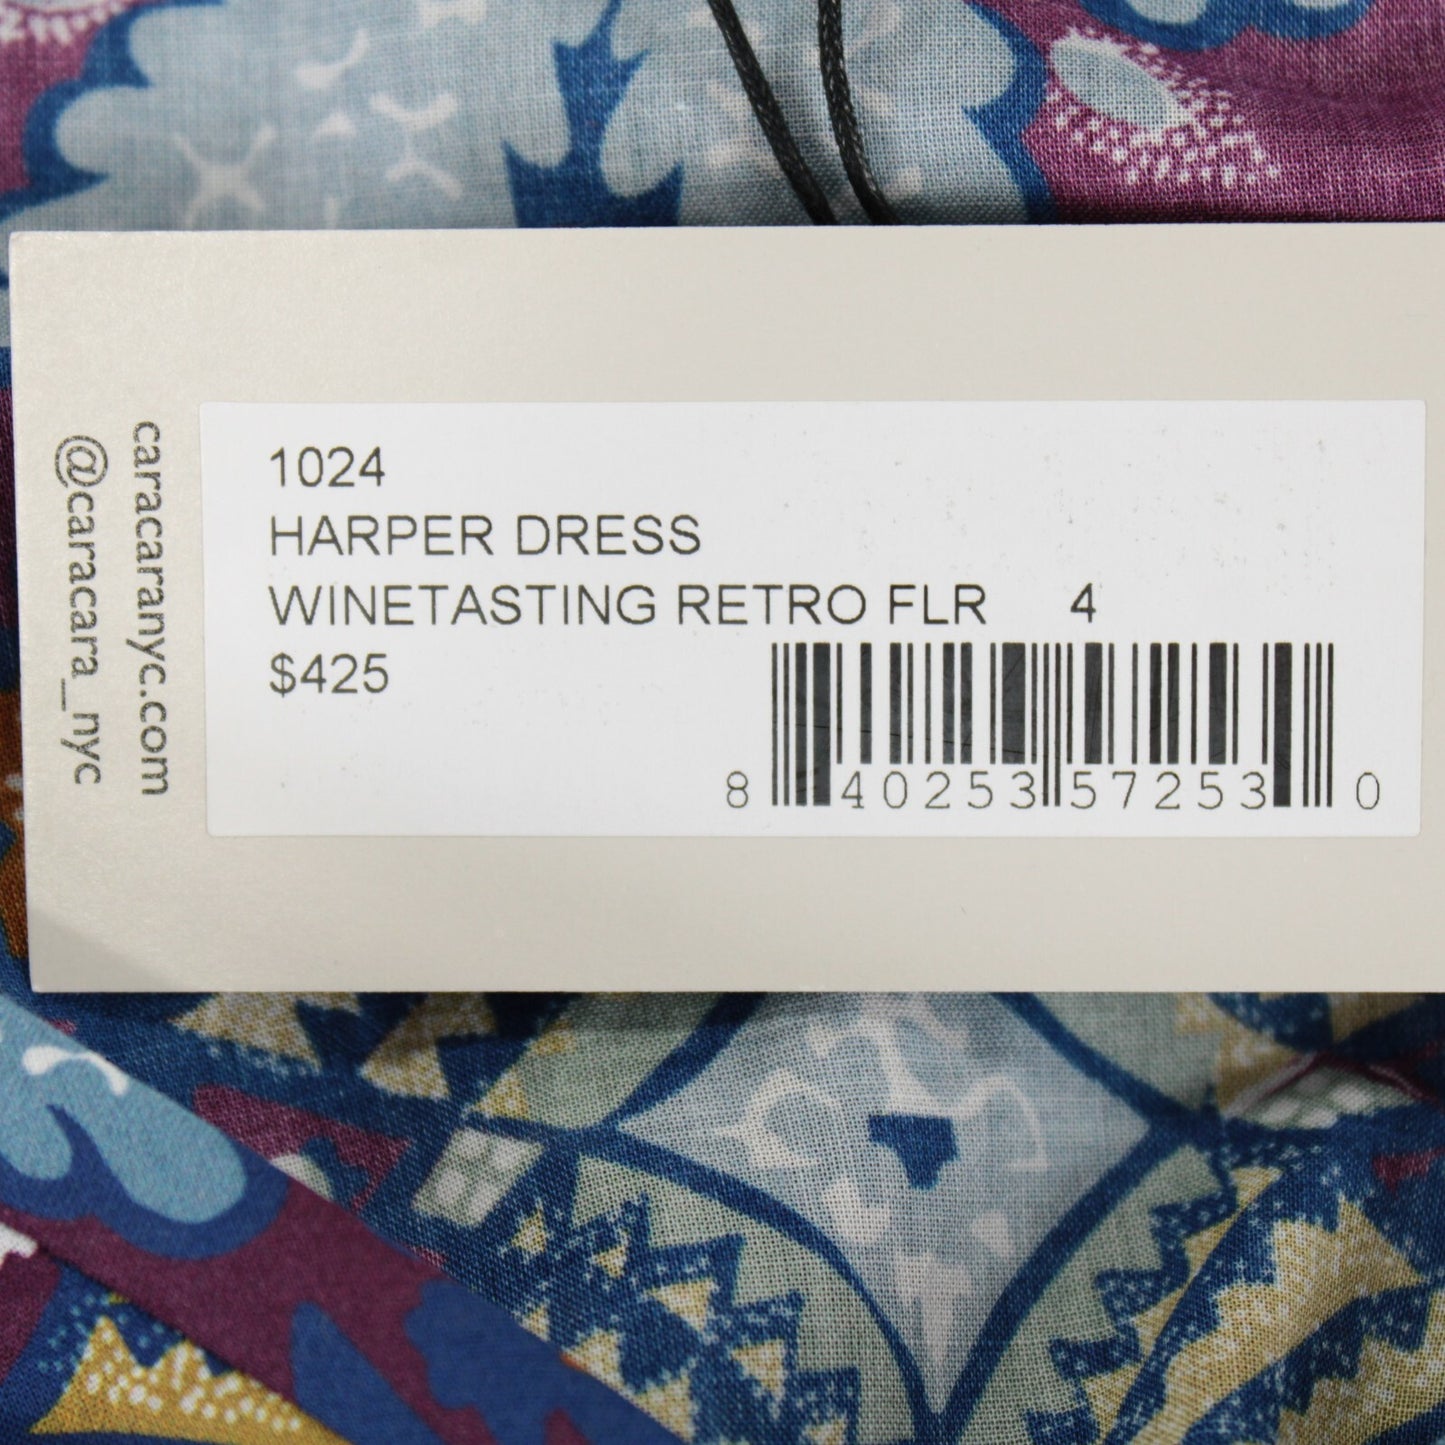 1024
HARPER DRESS
WINETASTING RETRO FLR 4
$425
8 40253 57253 0
caracaranyc.com
@caracara_nyc